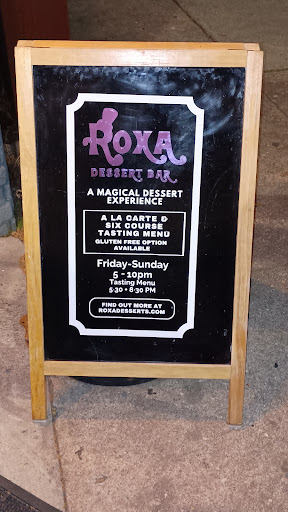 ROXA
DESSERT BAR
A MAGICAL DESSERT
EXPERIENCE
A LA CARTE &
SIX COURSE
TASTING MENU
GLUTEN FREE OPTION
AVAILABLE
Friday-Sunday
5 - 10pm
Tasting Menu
5:30 + 8:30 PM
FIND OUT MORE AT
ROXADESSERTS.COM